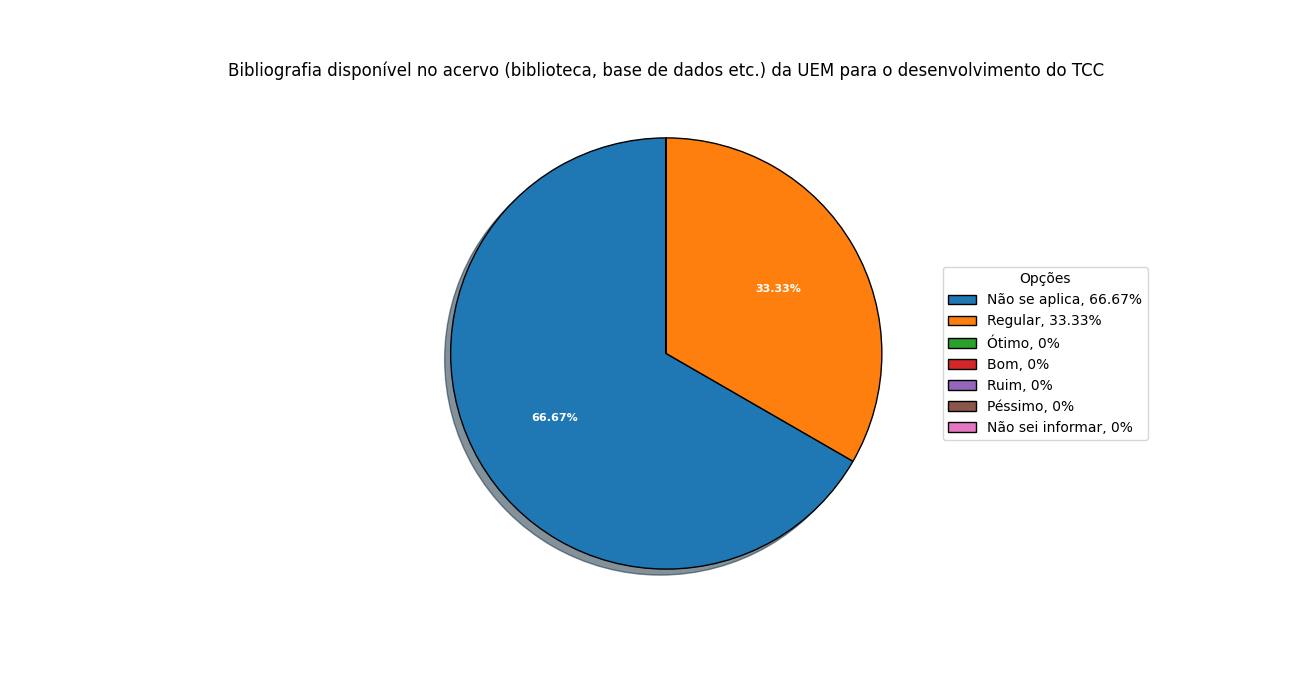 Bibliografia disponível no acervo (biblioteca, base de dados etc.) da UEM para o desenvolvimento do TCC
33.33%
66.67%
Opções
Não se aplica, 66.67%
Regular, 33.33%
Ótimo, 0%
Bom, 0%
Ruim, 0%
Péssimo, 0%
Não sei informar, 0%